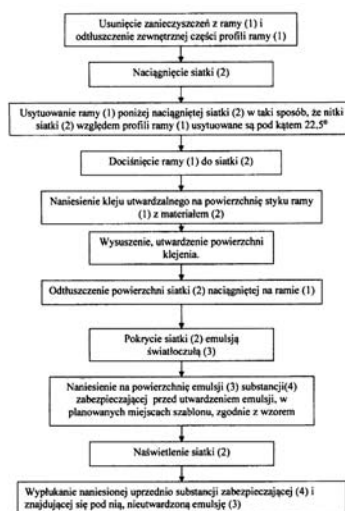 Usunięcie zanieczyszczeń z ramy (1) i
odtłuszczenie zewnętrznej części profili ramy (1)
Naciągnięcie siatki (2)
Usytuowanie ramy (1) poniżej naciągniętej siatki (2) w taki sposób, że nitki
siatki (2) względem profili ramy (1) usytuowane są pod kątem 22,5°
Dociśnięcie ramy (1) do siatki (2)
Naniesienie kleju utwardzalnego na powierzchnię styku ramy
(1) z materiałem (2)
Wysuszenie, utwardzenie powierzchni
klejenia.
Odtłuszczenie powierzchni siatki (2) naciągniętej na ramie (1)
Pokrycie siatki (2) emulsją
światłoczułą (3)
Naniesienie na powierzchnię emulsji (3) substancji(4)
zabezpieczającej przed utwardzeniem emulsji, w
planowanych miejscach szablonu, zgodnie z wzorem
Naświetlenie siatki (2)
Wypłukanie naniesionej uprzednio substancji zabezpieczającej (4) i
znajdującej się pod nią, nieutwardzoną emulsję (3)